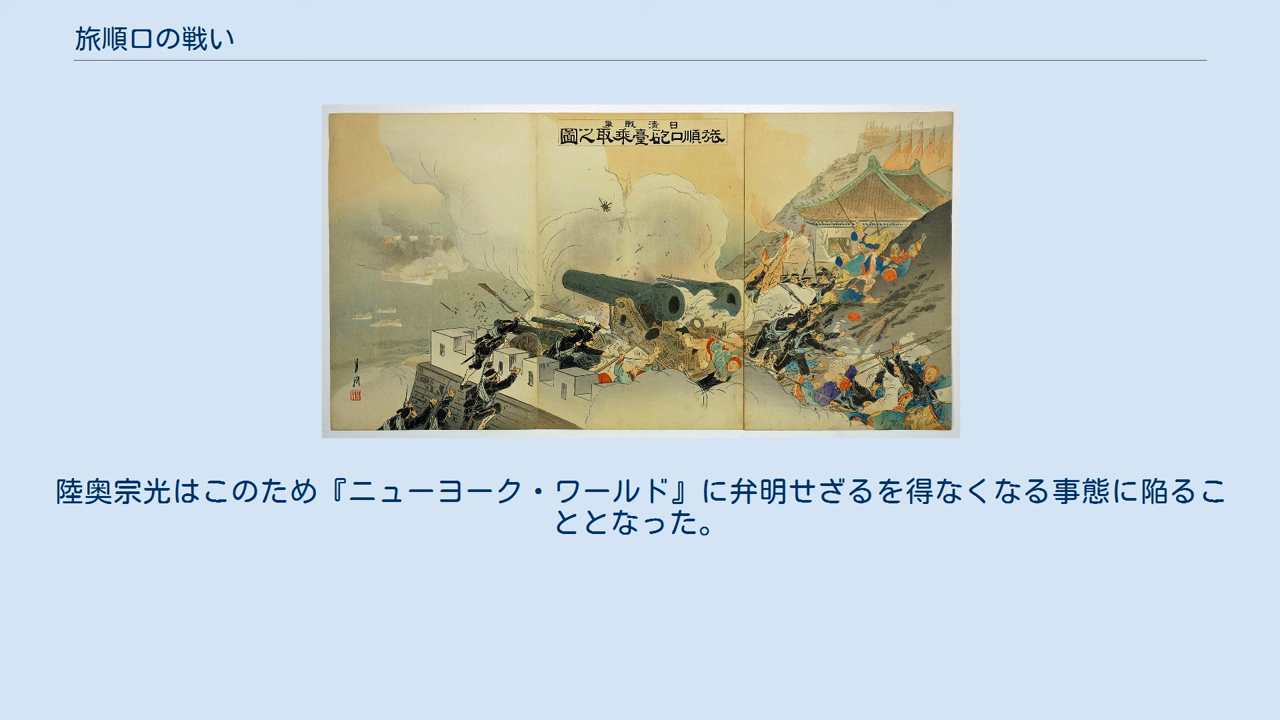 旅順口の戦い
日清戰爭
旅順口砲臺乘取之圖
陸奥宗光はこのため『ニューヨーク・ワールド』に弁明せざるを得なくなる事態に陥るこ
ととなった。